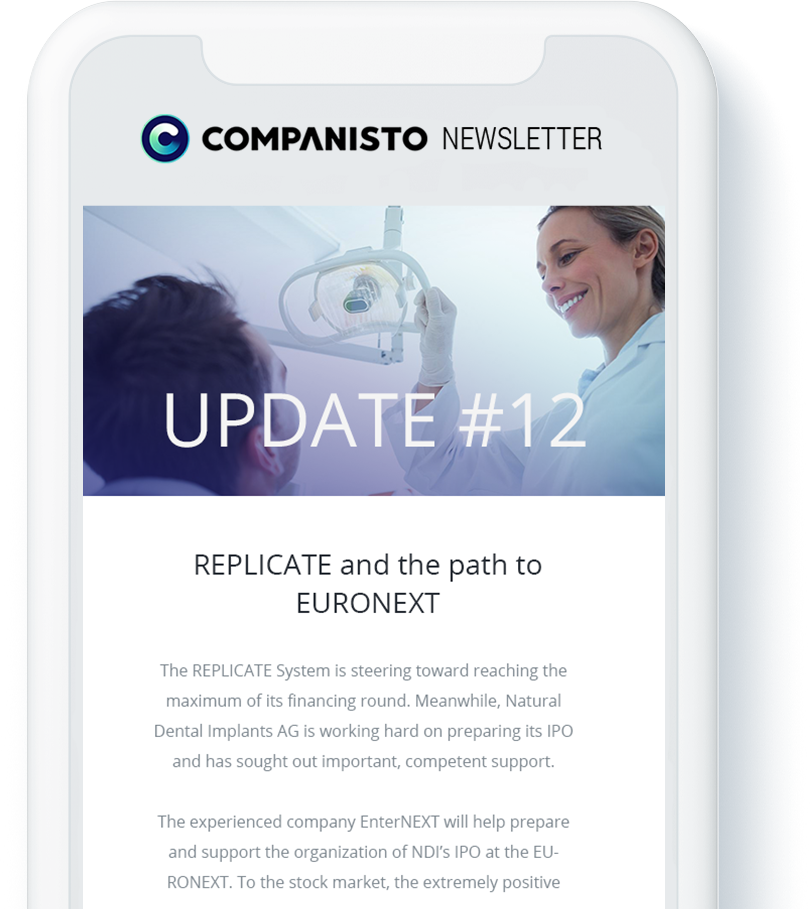 COMPANISTO NEWSLETTER
UPDATE #12
REPLICATE and the path to
EURONEXT
The REPLICATE System is steering toward reaching the
maximum of its financing round. Meanwhile, Natural
Dental Implants AG is working hard on preparing its IPO
and has sought out important, competent support.
The experienced company EnterNEXT will help prepare
and support the organization of NDI’s IPO at the EU-
RONEXT. To the stock market, the extremely positive